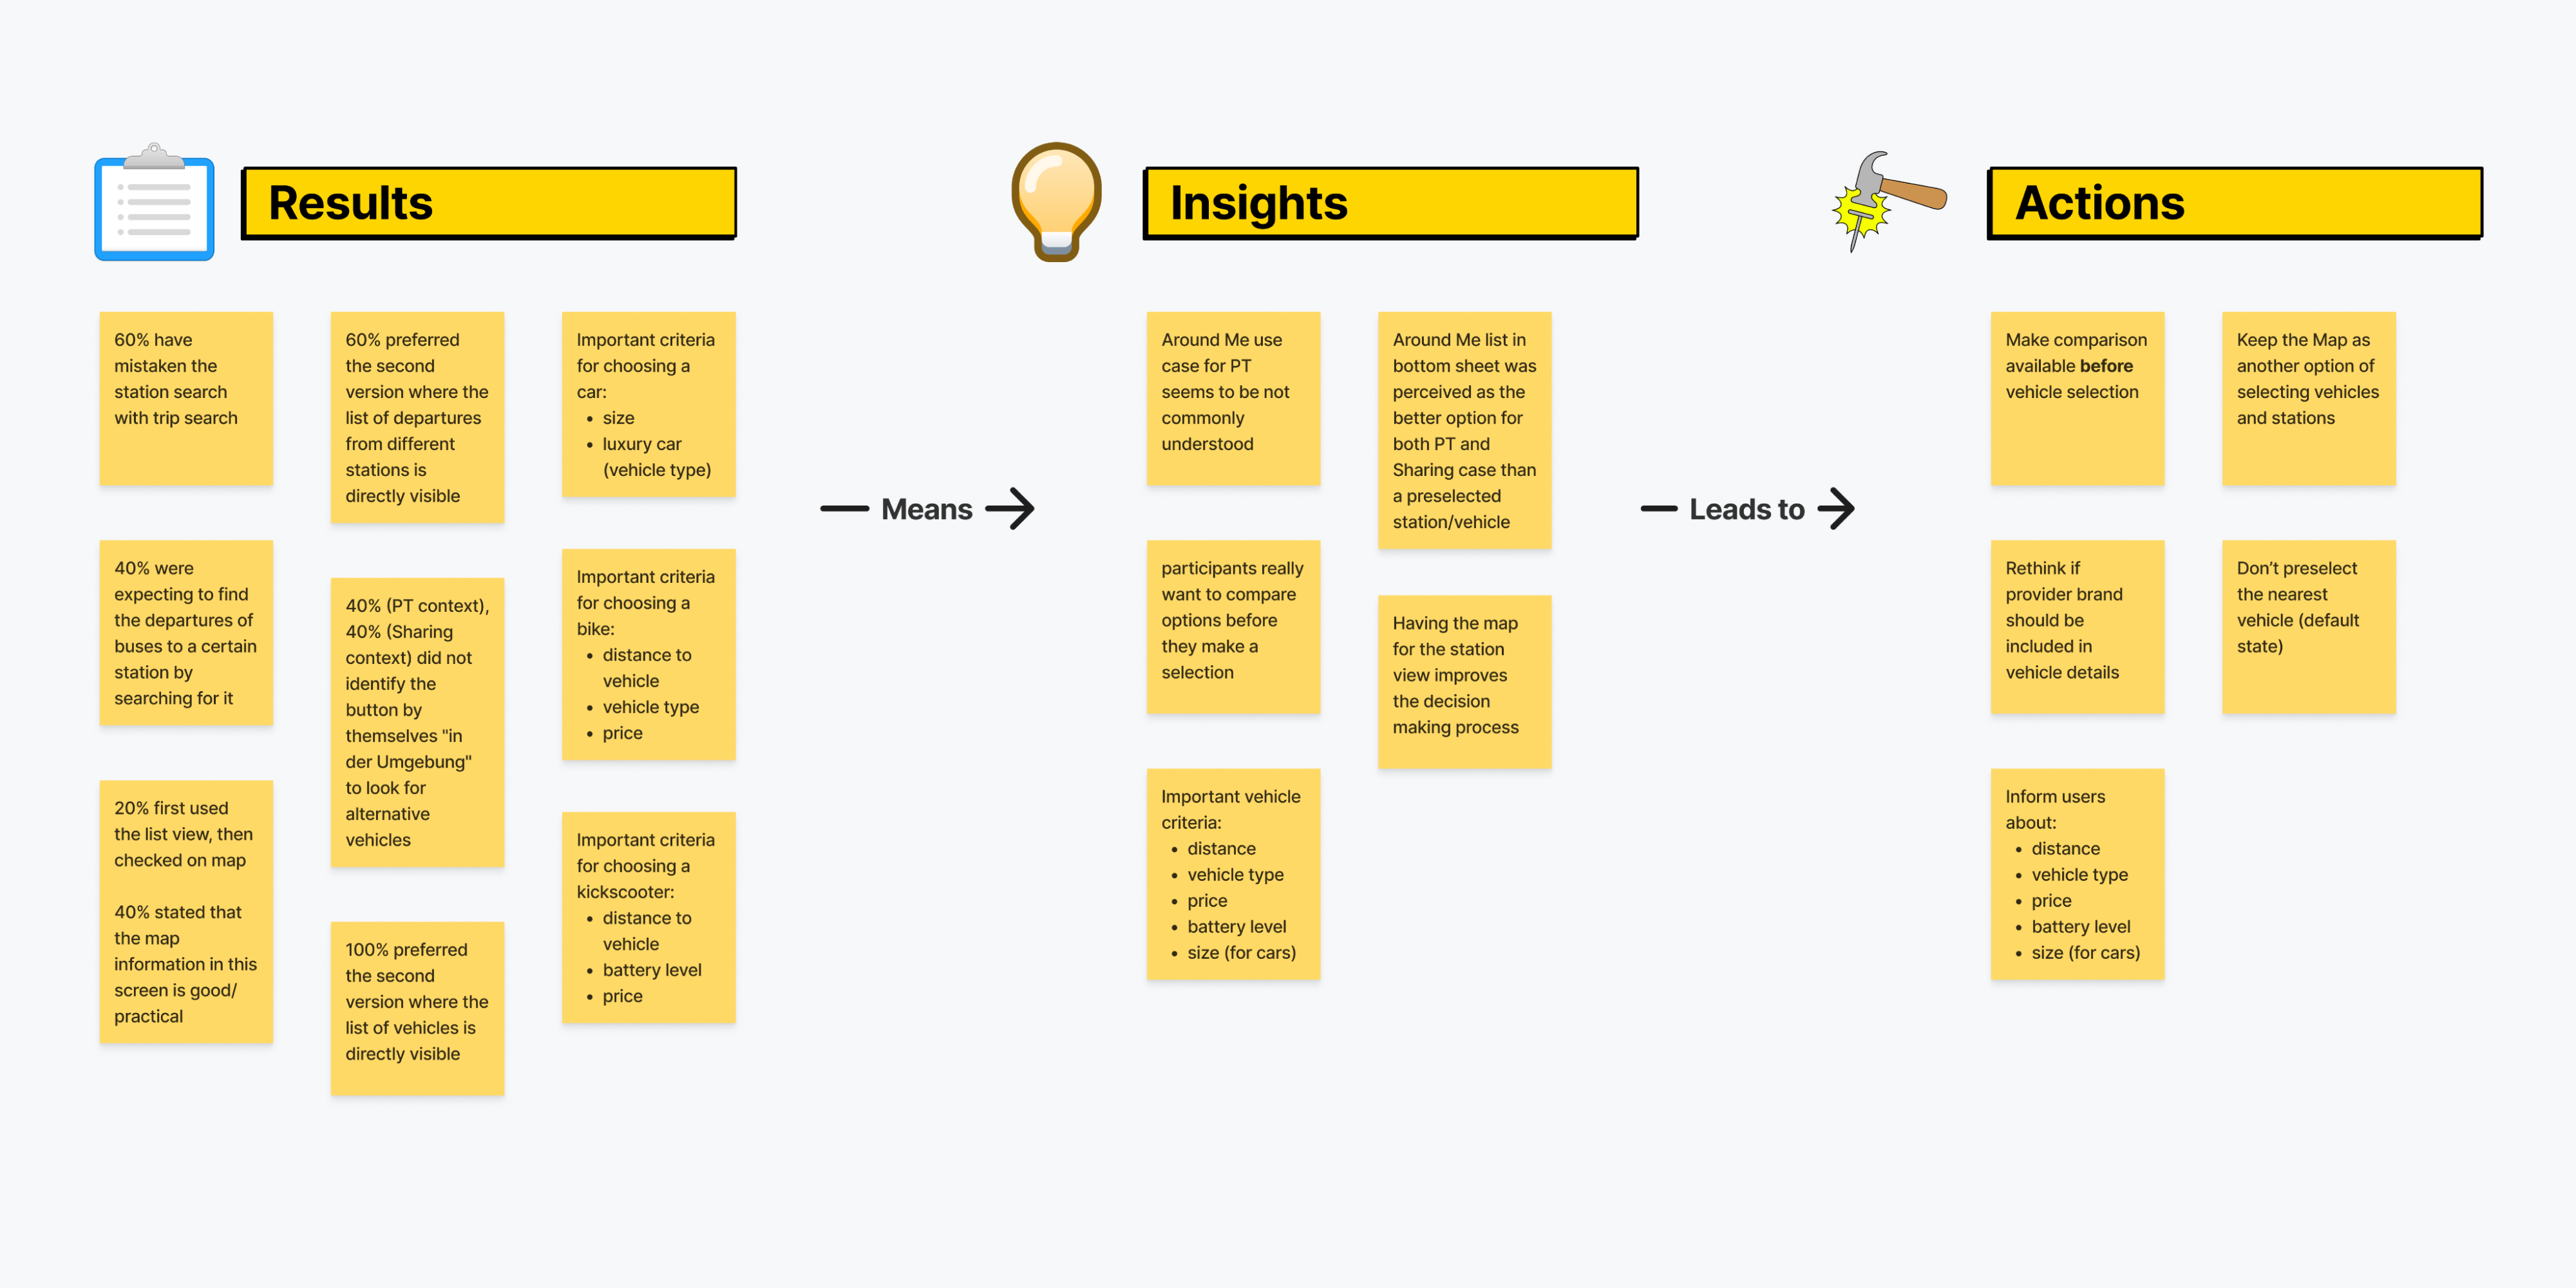 Results
60% have
mistaken the
station search
with trip search
40% were
expecting to find
the departures of
buses to a certain
station by
searching for it
20% first used
the list view, then
checked on map
40% stated that
the map
information in this
screen is good/
practical
60% preferred
the second
version where the
list of departures
from different
stations is
directly visible
40% (PT context),
40% (Sharing
context) did not
identify the
button by
themselves "in
der Umgebung"
to look for
alternative
vehicles
100% preferred
the second
version where the
list of vehicles is
directly visible
Important criteria
for choosing a
car:
• size
• luxury car
(vehicle type)
Important criteria
for choosing a
bike:
• distance to
vehicle
• vehicle type
• price
Important criteria
for choosing a
kickscooter:
• distance to
vehicle
• battery level
• price
Means
Insights
Around Me use
case for PT
seems to be not
commonly
understood
participants really
want to compare
options before
they make a
selection
Important vehicle
criteria:
• distance
• vehicle type
• price
• battery level
• size (for cars)
Around Me list in
bottom sheet was
perceived as the
better option for
both PT and
Sharing case than
a preselected
station/vehicle
Having the map
for the station
view improves
the decision
making process
Leads to
Actions
Make comparison
available before
vehicle selection
Rethink if
provider brand
should be
included in
vehicle details
Inform users
about:
• distance
• vehicle type
• price
• battery level
• size (for cars)
Keep the Map as
another option of
selecting vehicles
and stations
Don't preselect
the nearest
vehicle (default
state)